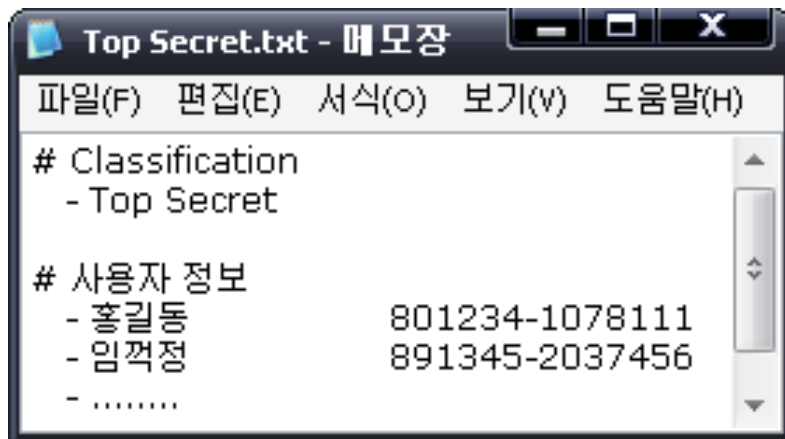 Top Secret.txt - 메모장
파일(F) 편집(E) 서식(O) 보기(V) 도움말(H)
# Classification
- Top Secret
# 사용자 정보
- 홍길동 801234-1078111
- 임꺽정 891345-2037456
- ........